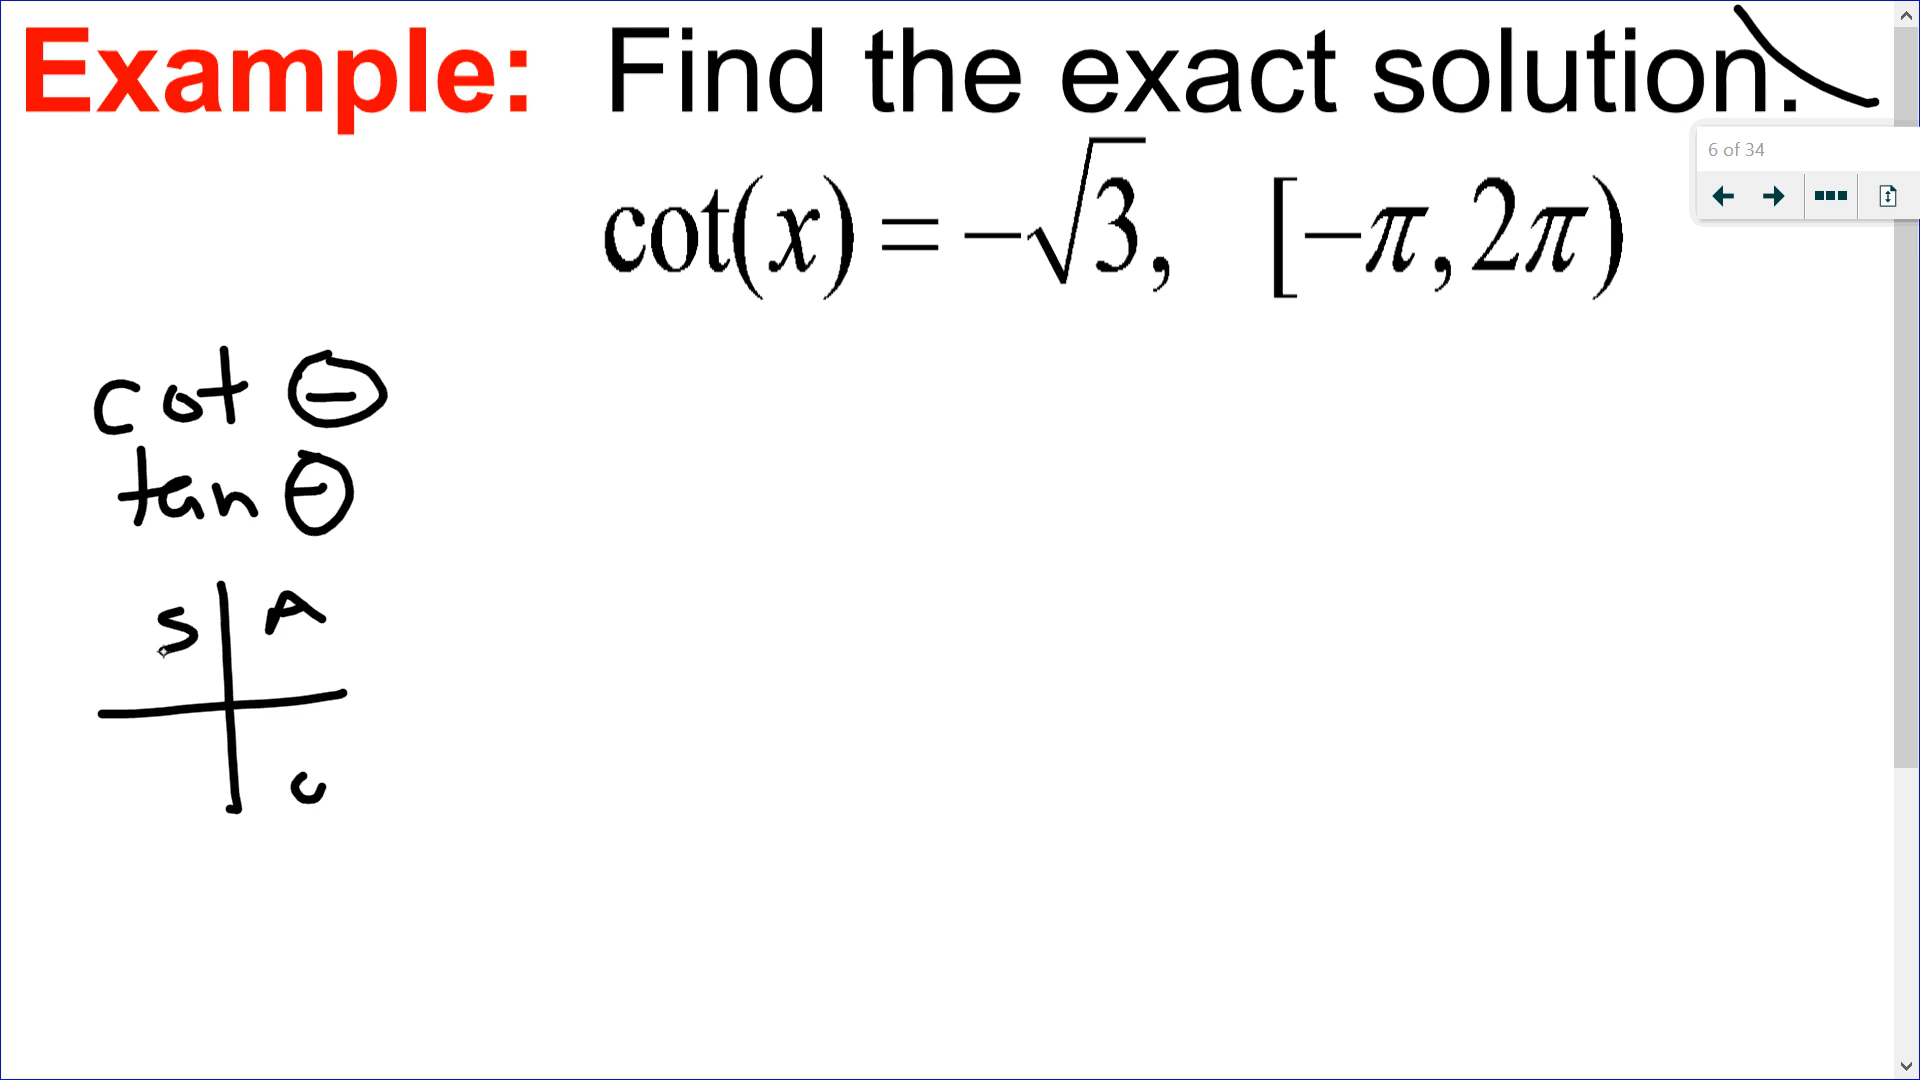 Example: Find the exact solution.
cot(x) = −√3, [−π, 2π)
6 of 34
cot ⊖
tan ⊖
S A
C